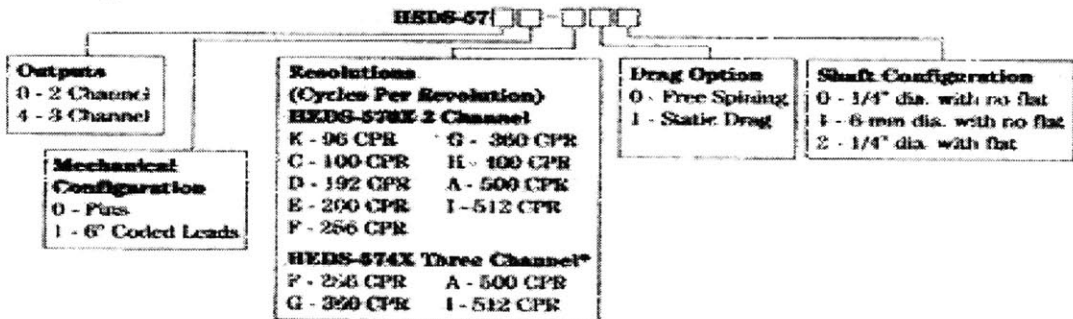 HEDS-57□□-□□□
Outputs
0 - 2 Channel
4 - 3 Channel
Mechanical
Configuration
0 - Pins
1 - 6" Coded Leads
Resolutions
(Cycles Per Revolution)
HEDS-570X 2 Channel
K - 96 CPR G - 360 CPR
C - 100 CPR H - 400 CPR
D - 192 CPR A - 500 CPR
E - 200 CPR I - 512 CPR
F - 256 CPR
HEDS-574X Three Channel*
F - 256 CPR A - 500 CPR
G - 360 CPR I - 512 CPR
Drag Option
0 - Free Spining
1 - Static Drag
Shaft Configuration
0 - 1/4" dia. with no flat
1 - 6 mm dia. with no flat
2 - 1/4" dia. with flat